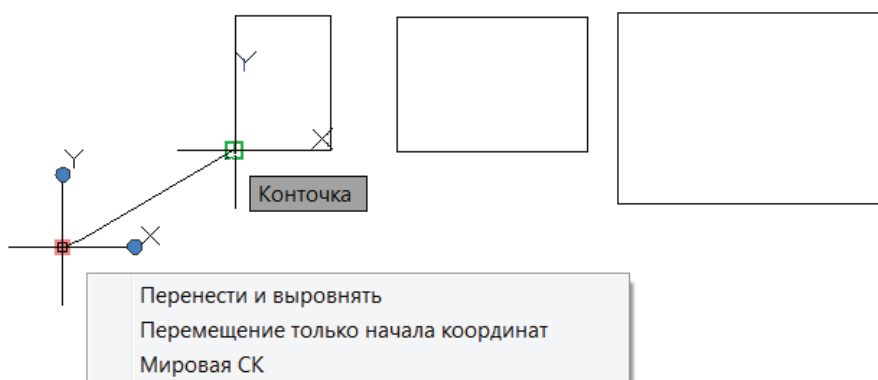 Y
X
Y
Конточка
X
Перенести и выровнять
Перемещение только начала координат
Мировая СК